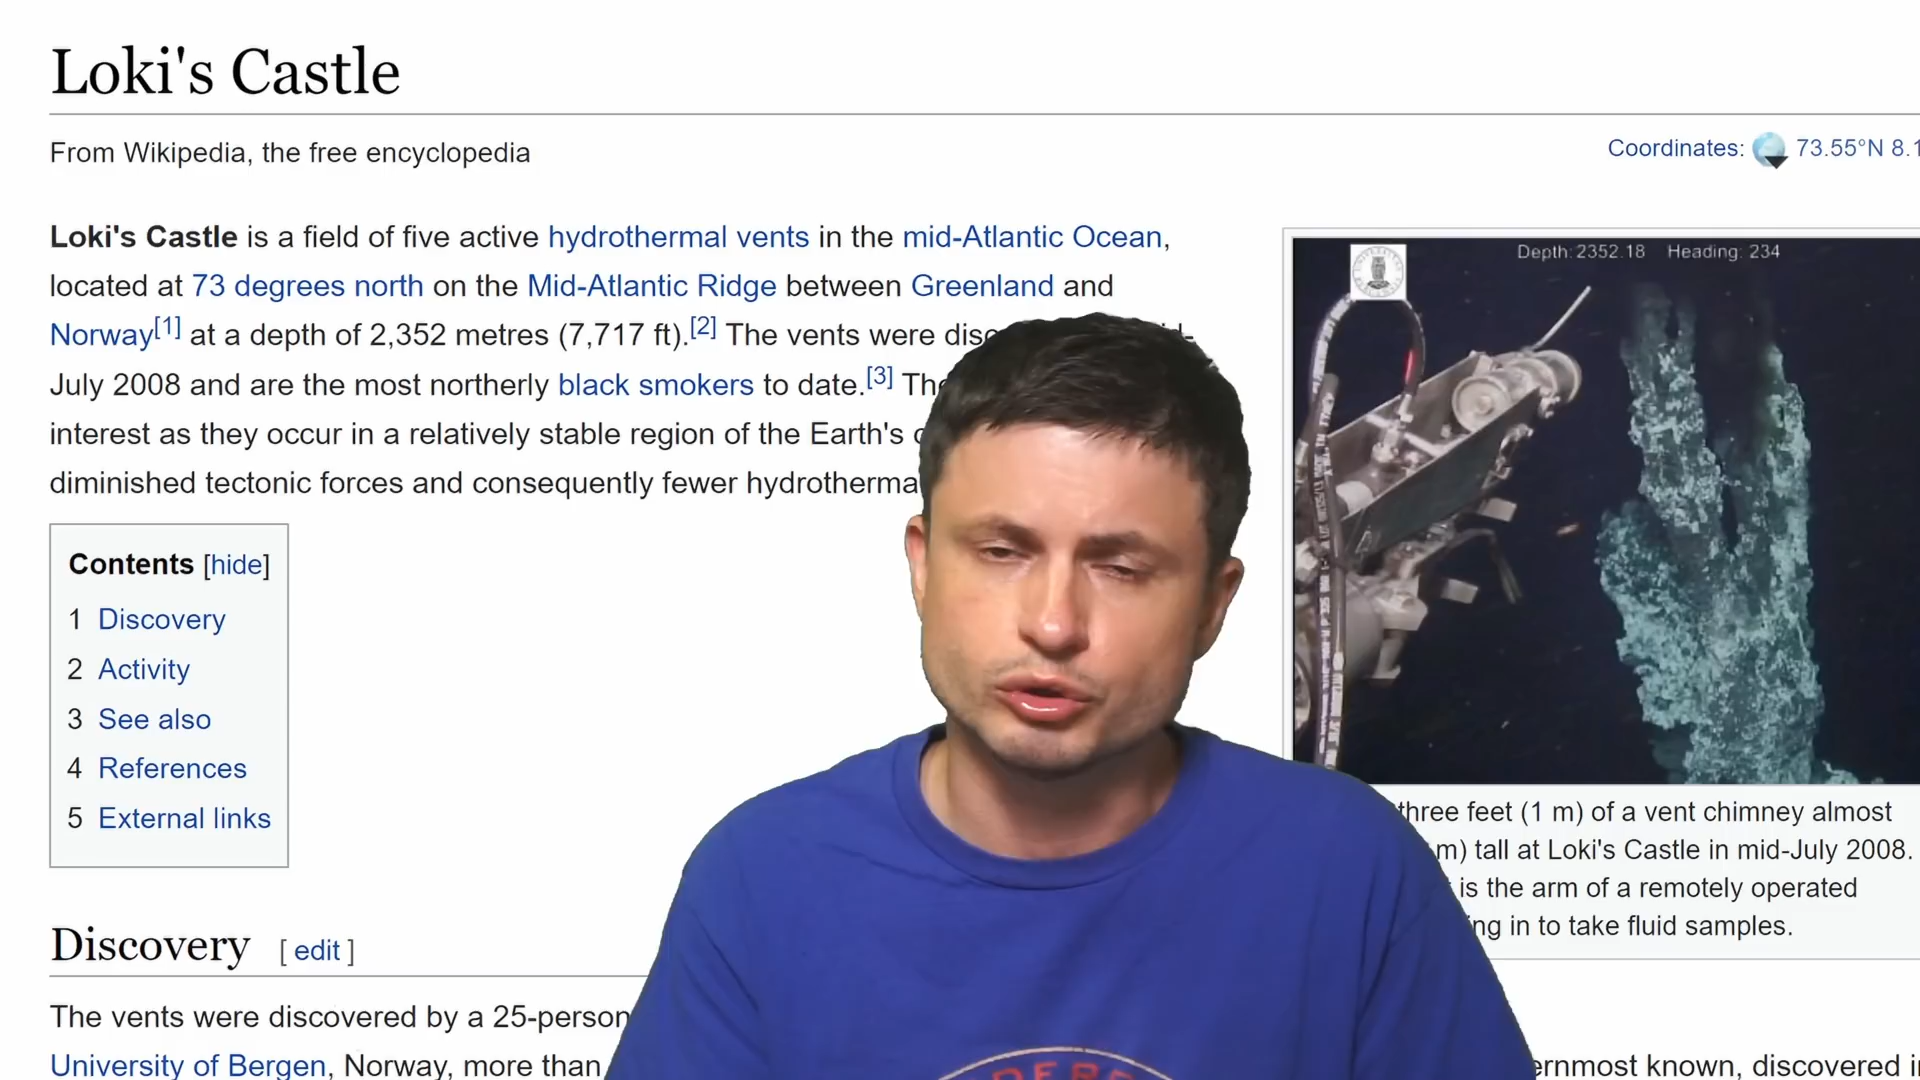 Loki's Castle
From Wikipedia, the free encyclopedia
Coordinates: 73.55°N 8.1
Loki's Castle is a field of five active hydrothermal vents in the mid-Atlantic Ocean,
located at 73 degrees north on the Mid-Atlantic Ridge between Greenland and
Norway[1] at a depth of 2,352 metres (7,717 ft).[2] The vents were
July 2008 and are the most northerly black smokers to date.[3]
interest as they occur in a relatively stable region of the Earth's
diminished tectonic forces and consequently fewer
Contents [hide]
1 Discovery
2 Activity
3 See also
4 References
5 External links
Depth: 2352.18 Heading: 234
three feet (1 m) of a vent chimney almost
m) tall at Loki's Castle in mid-July 2008.
is the arm of a remotely operated
in to take fluid samples.
Discovery [ edit ]
The vents were discovered by a 25-person
University of Bergen, Norway, more than
known, discovered